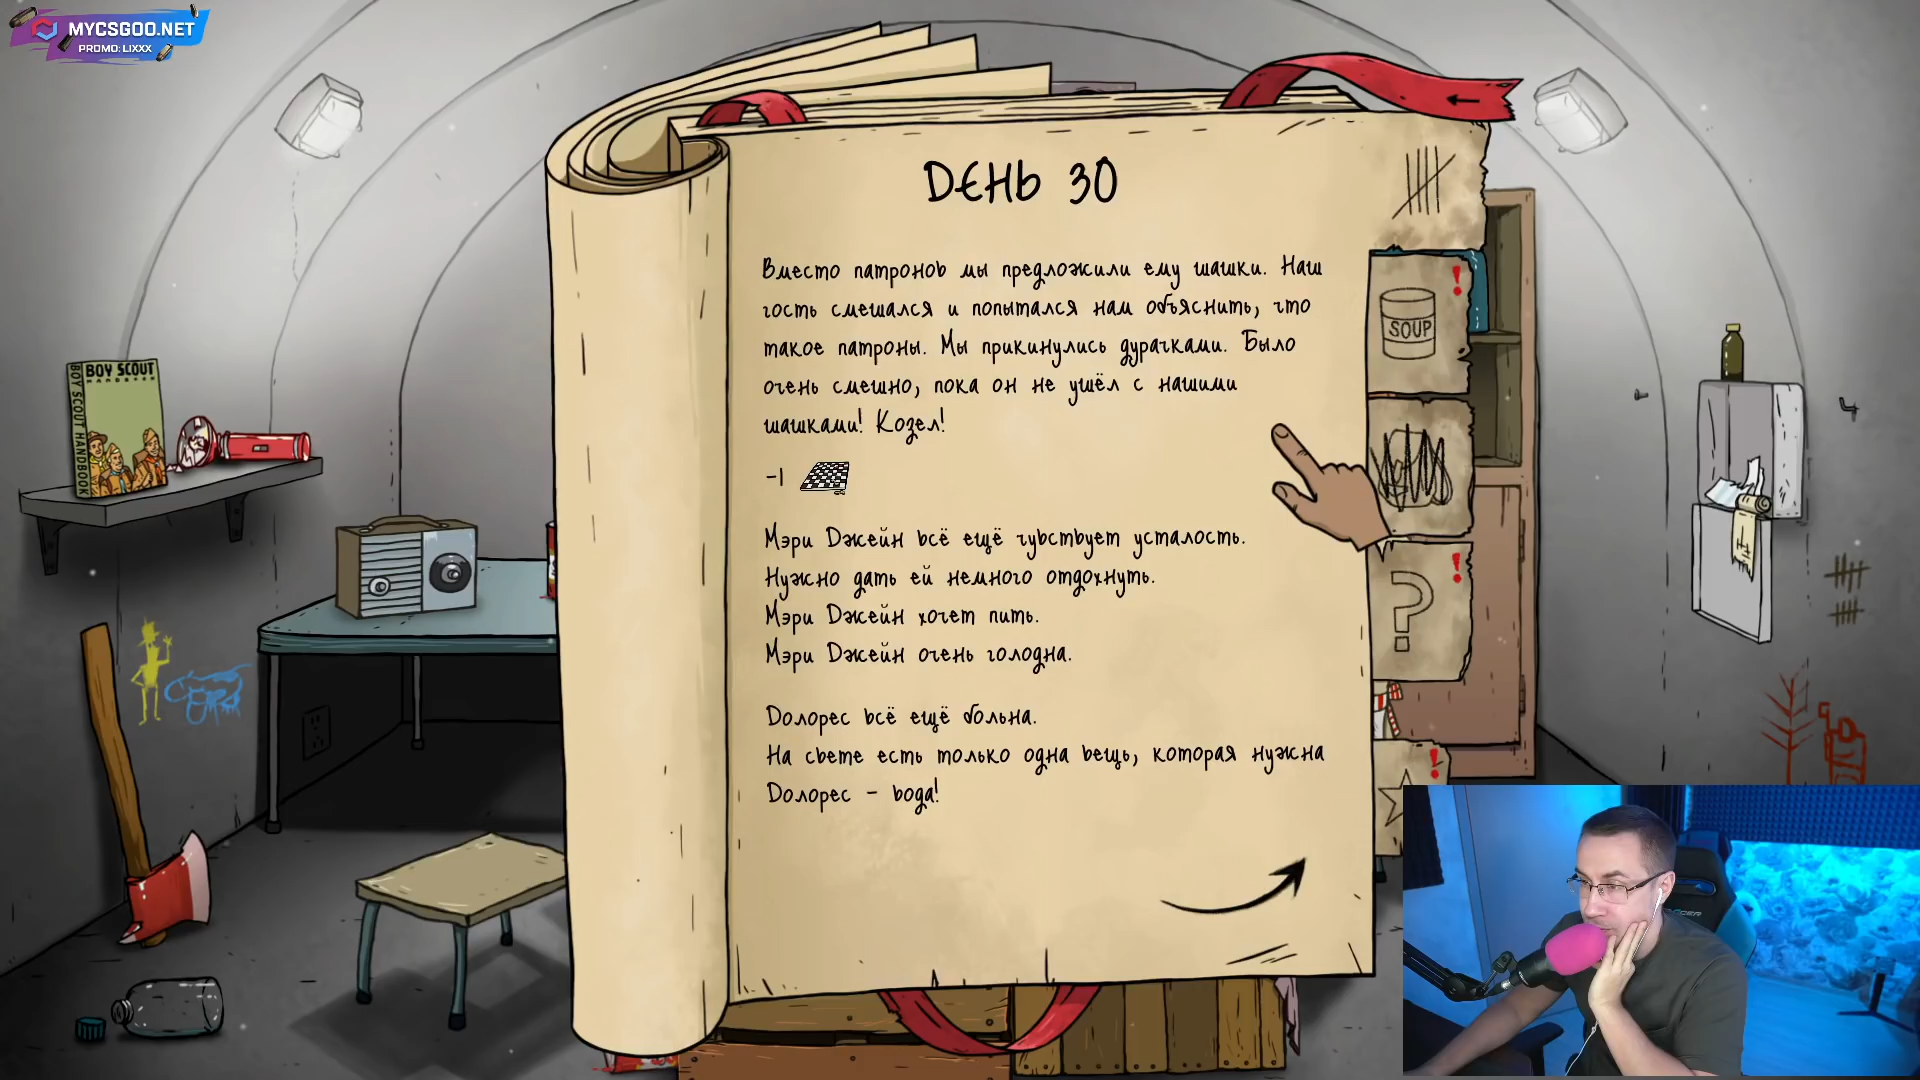 MYCSGOO.NET
PROMO: LIXXX
ДЕНЬ 30
Вместо патронов мы предложили ему шашки. Наш
гость смешался и попытался нам объяснить, что
такое патроны. Мы прикинулись дурачками. Было
очень смешно, пока он не ушёл с нашими
шашками! Козел!
-1
Мэри Джейн всё ещё чувствует усталость.
Нужно дать ей немного отдохнуть.
Мэри Джейн хочет пить.
Мэри Джейн очень голодна.
Долорес всё ещё больна.
На свете есть только одна вещь, которая нужна
Долорес - вода!
SOUP
?
BOY SCOUT
HANDBOOK
BOY SCOUT HANDBOOK